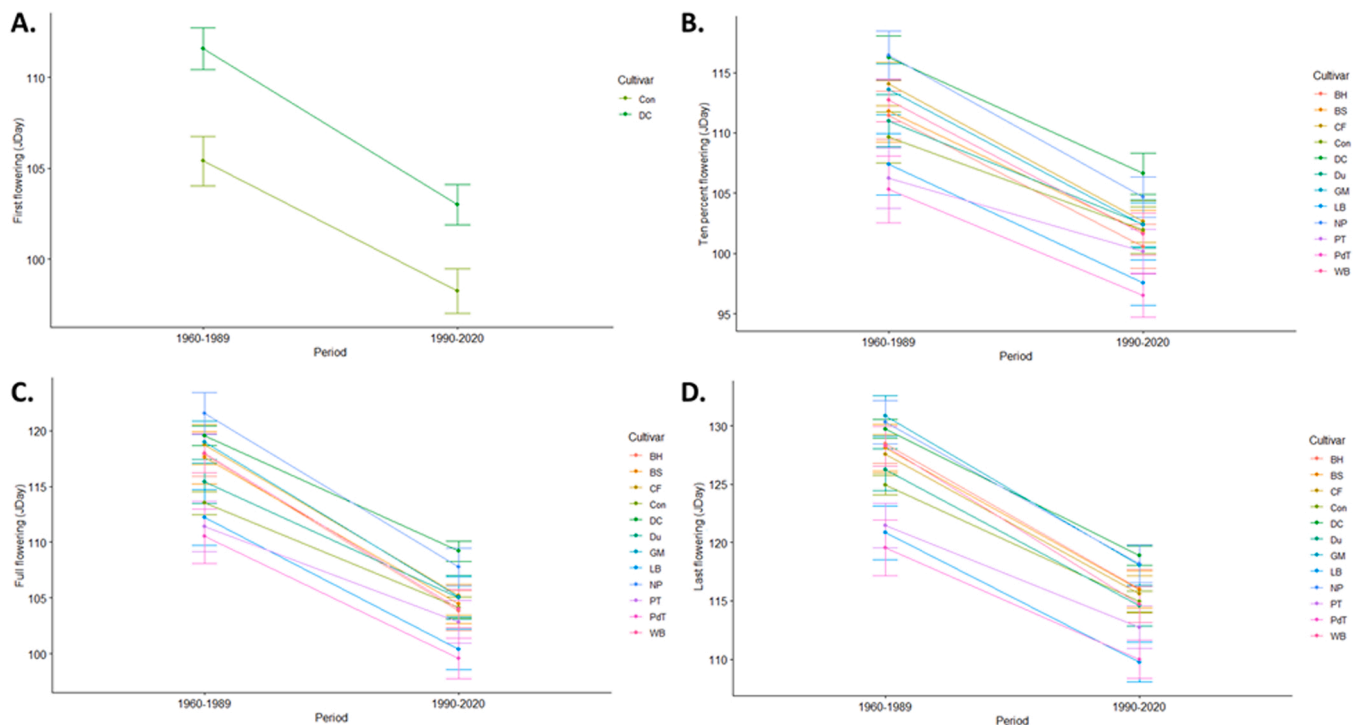 A.
First flowering (JDay)
110
105
100
1960-1989
1990-2020
Period
Cultivar
Con
DC
B.
Ten percent flowering (JDay)
115
110
105
100
95
1960-1989
1990-2020
Period
Cultivar
BH
BS
CF
Con
DC
Du
GM
LB
NP
PT
PdT
WB
C.
Full flowering (JDay)
120
115
110
105
100
1960-1989
1990-2020
Period
Cultivar
BH
BS
CF
Con
DC
Du
GM
LB
NP
PT
PdT
WB
D.
Last flowering (JDay)
130
125
120
115
110
1960-1989
1990-2020
Period
Cultivar
BH
BS
CF
Con
DC
Du
GM
LB
NP
PT
PdT
WB